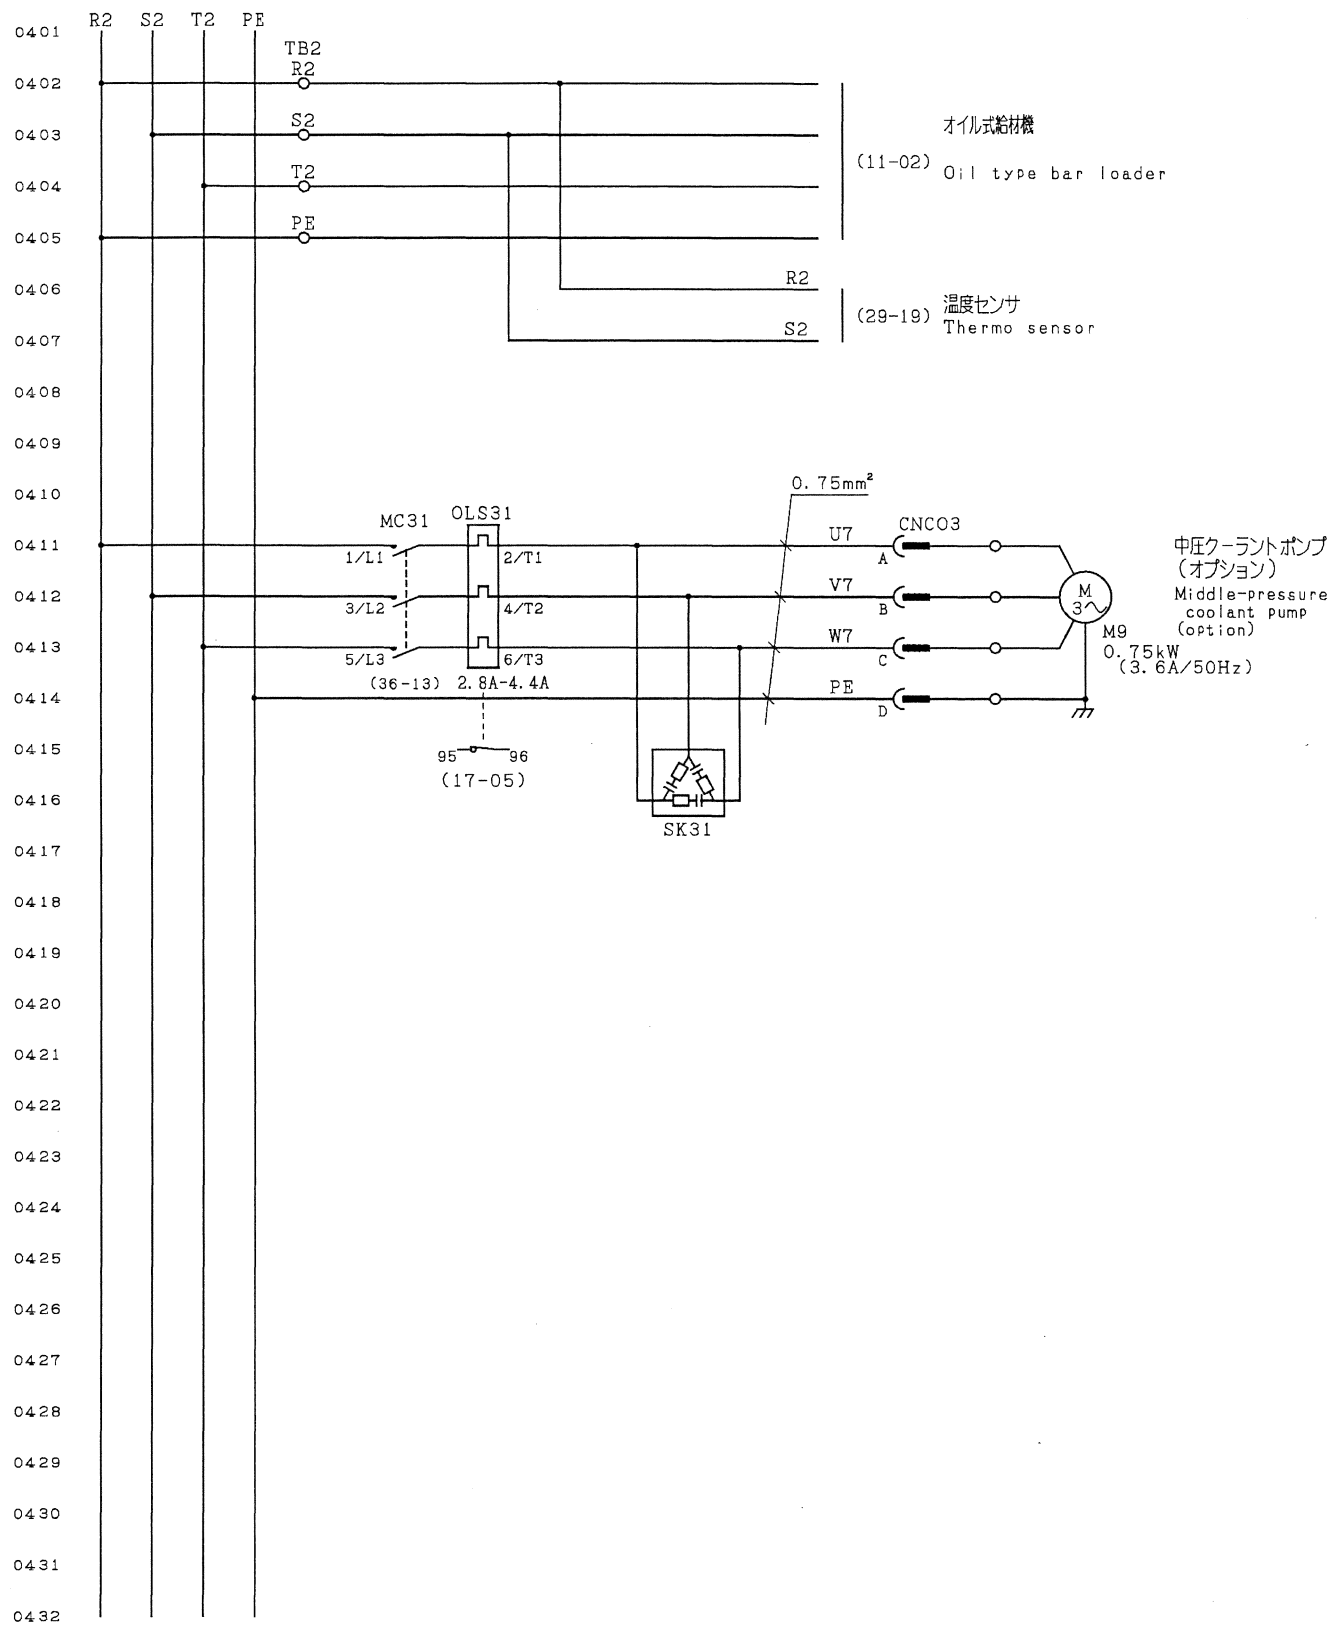 R2 S2 T2 PE
0401
TB2
R2
0402
S2
0403
オイル式給材機
(11-02)
Oil type bar loader
T2
0404
PE
0405
R2
0406
(29-19)
温度センサ
Thermo sensor
S2
0407
0408
0409
0.75mm²
0410
MC31
OLS31
U7
CNC03
0411
1/L1
2/T1
A
中圧クーラントポンプ
(オプション)
Middle-pressure
coolant pump
(option)
V7
0412
3/L2
4/T2
B
M
3
W7
0413
5/L3
6/T3
C
M9
0.75kW
(3.6A/50Hz)
(36-13)
2.8A-4.4A
PE
0414
D
0415
95
96
(17-05)
0416
SK31
0417
0418
0419
0420
0421
0422
0423
0424
0425
0426
0427
0428
0429
0430
0431
0432